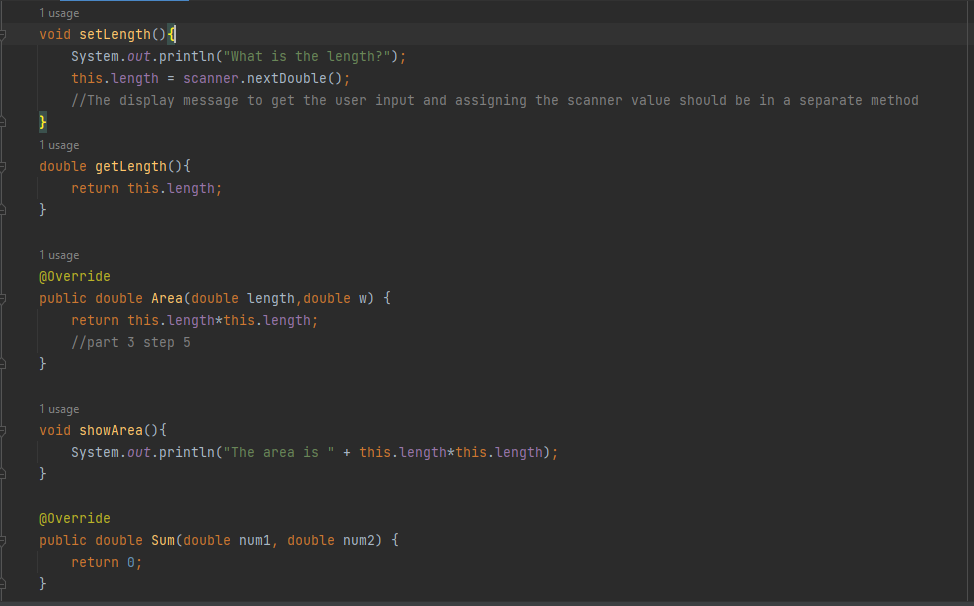 1 usage
void setLength(){
System.out.println("What is the length?");
this.length = scanner.nextDouble();
//The display message to get the user input and assigning the scanner value should be in a separate method
}
1 usage
double getLength(){
return this.length;
}
1 usage
@Override
public double Area(double length,double w) {
return this.length*this.length;
//part 3 step 5
}
1 usage
void showArea(){
System.out.println("The area is " + this.length*this.length);
}
@Override
public double Sum(double num1, double num2) {
return 0;
}